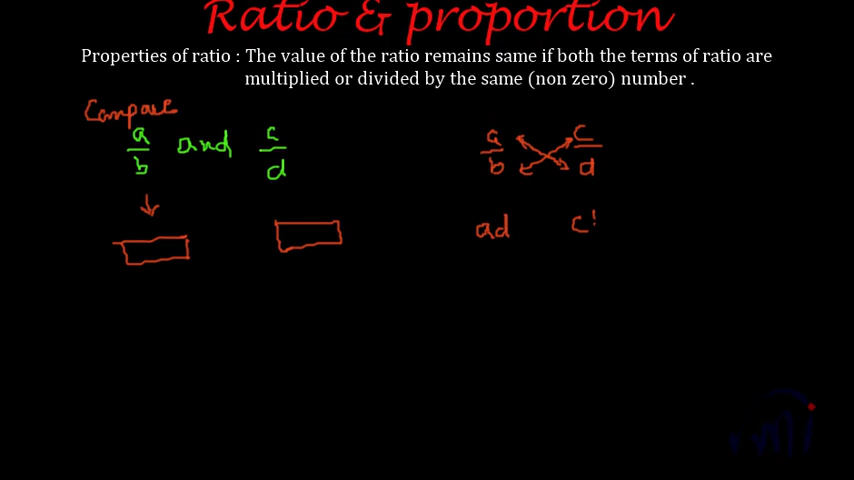 Ratio & proportion
Properties of ratio : The value of the ratio remains same if both the terms of ratio are
multiplied or divided by the same (non zero) number .
Compare
a/b and c/d
a/b c/d
ad c